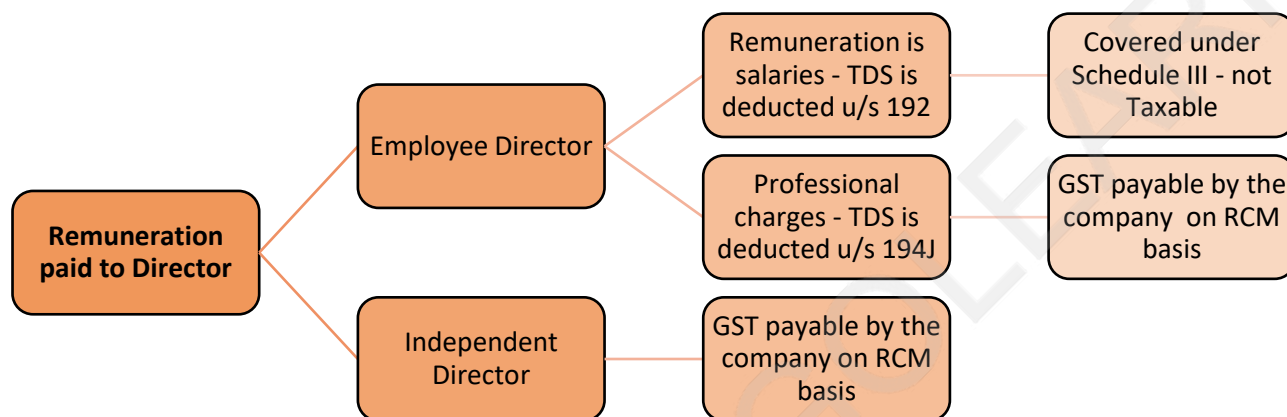 Remuneration
paid to Director
Employee Director
Remuneration is
salaries - TDS is
deducted u/s 192
Covered under
Schedule III - not
Taxable
Professional
charges - TDS is
deducted u/s 194J
GST payable by the
company on RCM
basis
Independent
Director
GST payable by the
company on RCM
basis